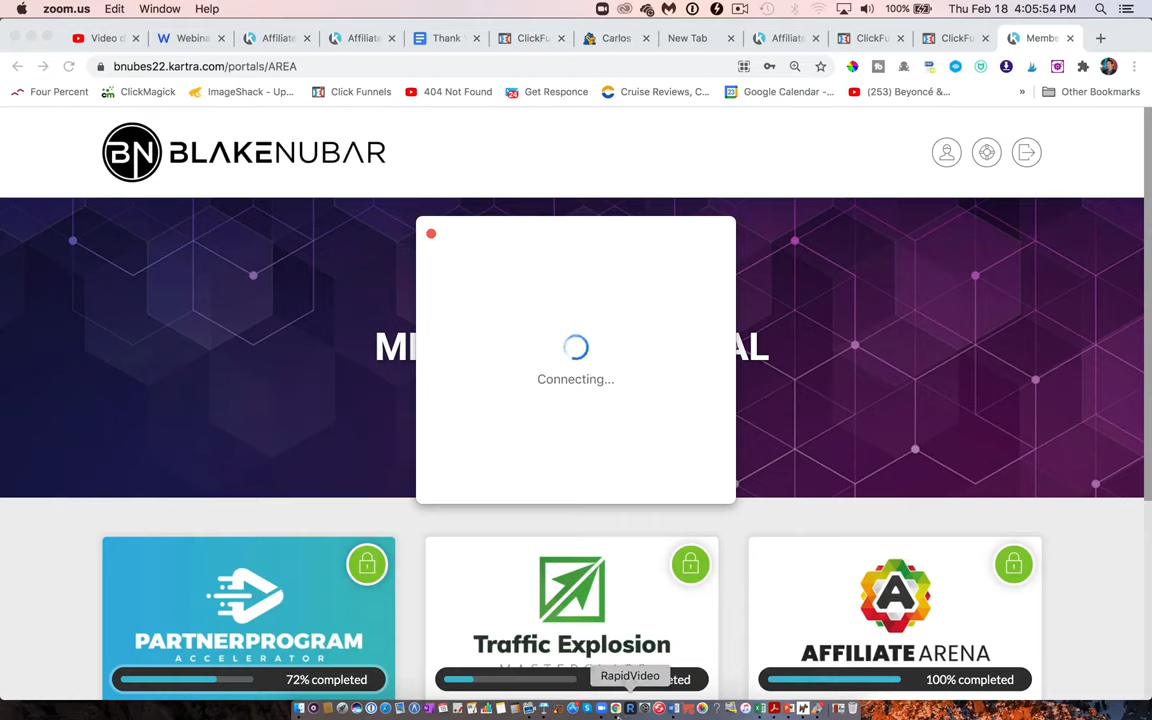 zoom.us Edit Window Help 100% Thu Feb 18 4:05:54 PM
Video c Webina Affiliate Affiliate Thank ClickFu Carlos New Tab Affiliate ClickFu ClickFu Membe
bnubes22.kartra.com/portals/AREA
Four Percent ClickMagick ImageShack - Up... Click Funnels 404 Not Found Get Responce Cruise Reviews, C... Google Calendar -... (253) Beyoncé &... » Other Bookmarks
BN BLAKENUBAR
Connecting...
PARTNERPROGRAM
ACCELERATOR
72% completed
Traffic Explosion
RapidVideo
A
AFFILIATE ARENA
100% completed